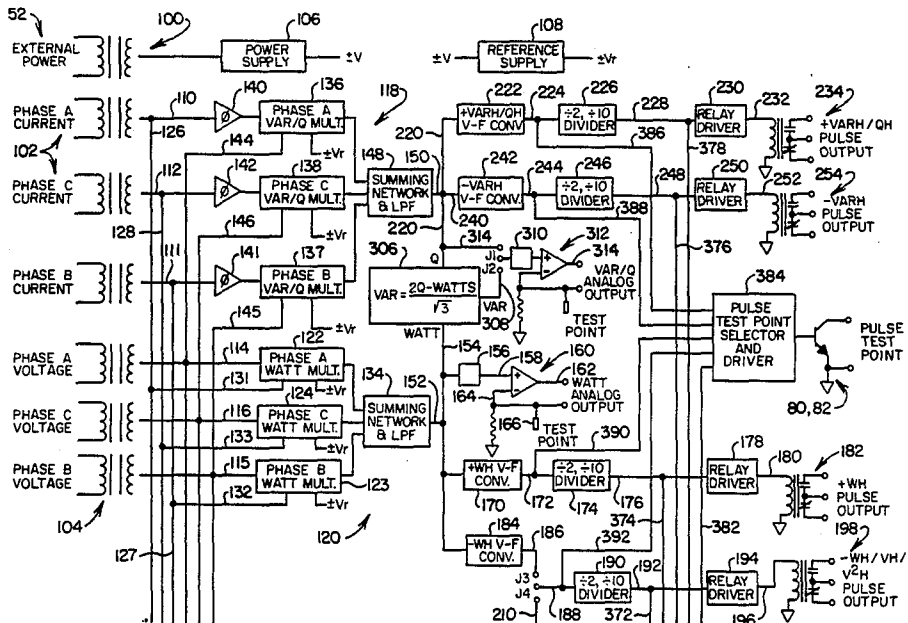 52
EXTERNAL
POWER
100
106
POWER
SUPPLY
±V
108
±V
REFERENCE
SUPPLY
±Vr
PHASE A
CURRENT
102
110
126
140
Ø
136
PHASE A
VAR/Q MULT.
±Vr
144
118
PHASE C
CURRENT
112
128
142
Ø
138
PHASE C
VAR/Q MULT.
±Vr
146
148
SUMMING
NETWORK
& LPF
150
220
220
240
111
PHASE B
CURRENT
141
Ø
137
PHASE B
VAR/Q MULT.
±Vr
145
222
+VARH/QH
V-F CONV.
224
226
÷2, ÷10
DIVIDER
228
386
230
RELAY
DRIVER
232
234
+VARH/QH
PULSE
OUTPUT
378
242
-VARH
V-F CONV.
244
246
÷2, ÷10
DIVIDER
248
388
250
RELAY
DRIVER
252
254
-VARH
PULSE
OUTPUT
376
306
Q
VAR = 2Q-WATTS
√3
WATT
VAR
308
314
J1
J2
310
+
-
312
314
VAR/Q
ANALOG
OUTPUT
TEST
POINT
384
PULSE
TEST POINT
SELECTOR
AND
DRIVER
PULSE
TEST
POINT
80,82
PHASE A
VOLTAGE
114
131
122
PHASE A
WATT MULT.
±Vr
PHASE C
VOLTAGE
116
133
124
PHASE C
WATT MULT.
±Vr
PHASE B
VOLTAGE
104
115
132
PHASE B
WATT MULT.
123
±Vr
127
120
134
SUMMING
NETWORK
& LPF
152
154
156
158
160
+
-
162
WATT
ANALOG
OUTPUT
164
166
TEST
POINT
390
+WH V-F
CONV.
170
172
÷2, ÷10
DIVIDER
174
176
374
178
RELAY
DRIVER
180
182
+WH
PULSE
OUTPUT
382
184
-WH V-F
CONV.
186
J3
J4
210
188
392
190
÷2, ÷10
DIVIDER
192
372
194
RELAY
DRIVER
196
198
-WH/VH/
V²H
PULSE
OUTPUT